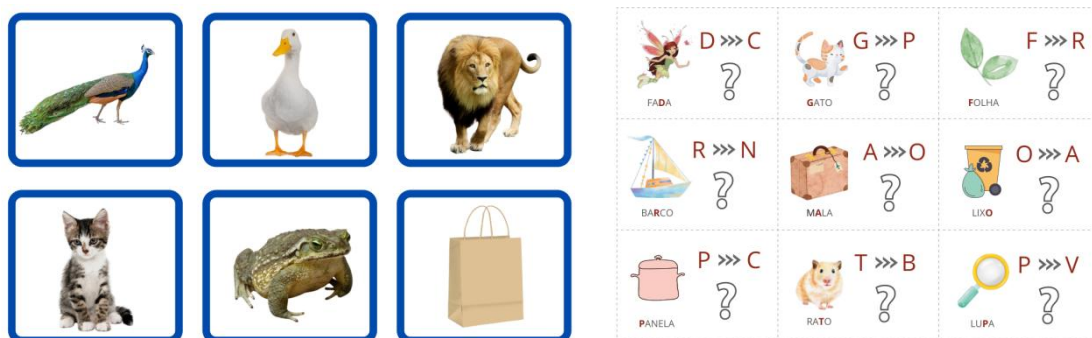 D >>> C
?
FADA
G >>> P
?
GATO
F >>> R
?
FOLHA
R >>> N
?
BARCO
A >>> O
?
MALA
O >>> A
?
LIXO
P >>> C
?
PANELA
T >>> B
?
RATO
P >>> V
?
LUPA